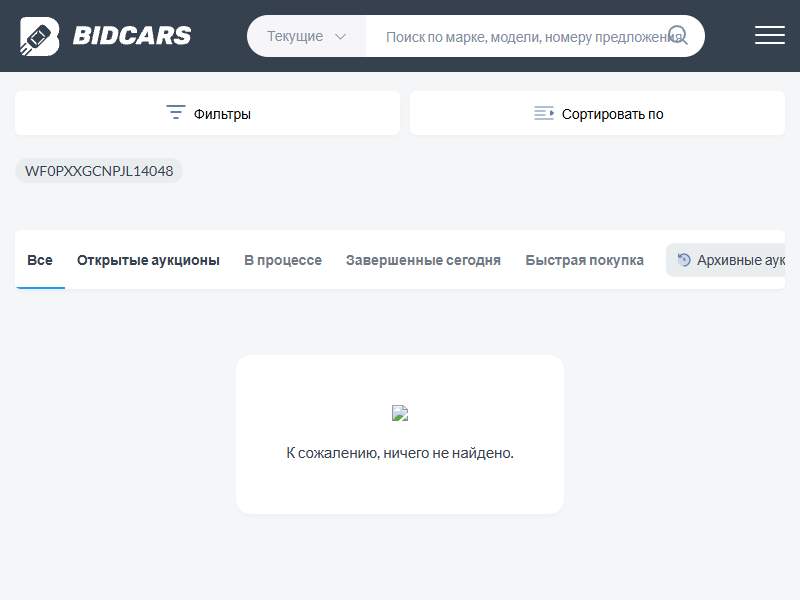 BIDCARS
Текущие
Поиск по марке, модели, номеру предложения
Фильтры
Сортировать по
WF0PXXGCNPJL14048
Все
Открытые аукционы
В процессе
Завершенные сегодня
Быстрая покупка
Архивные аук
К сожалению, ничего не найдено.